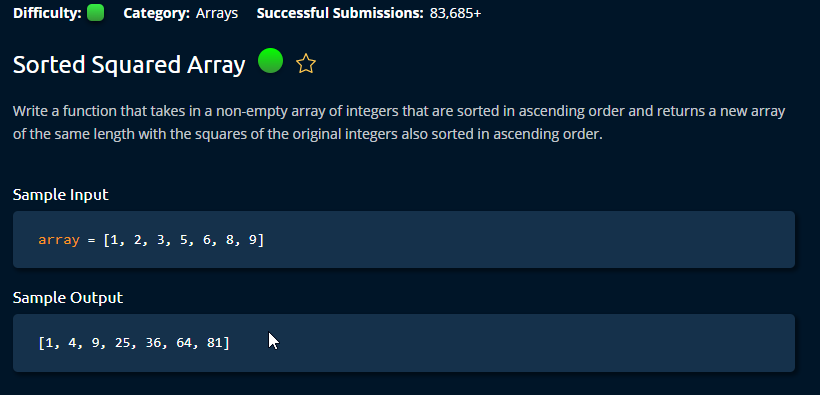 Difficulty: Category: Arrays Successful Submissions: 83,685+
Sorted Squared Array
Write a function that takes in a non-empty array of integers that are sorted in ascending order and returns a new array
of the same length with the squares of the original integers also sorted in ascending order.
Sample Input
array = [1, 2, 3, 5, 6, 8, 9]
Sample Output
[1, 4, 9, 25, 36, 64, 81]